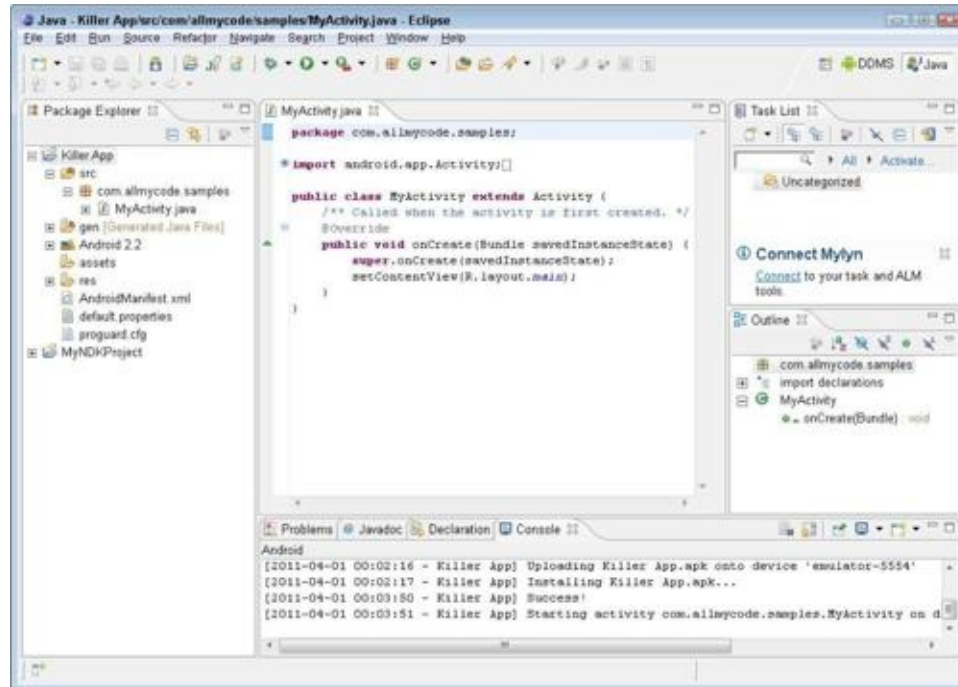 Java - Killer App/src/com/allmycode/samples/MyActivity.java - Eclipse
File Edit Run Source Refactor Navigate Search Project Window Help
DDMS Java
Package Explorer
Killer App
src
com.allmycode.samples
MyActivity.java
gen [Generated Java Files]
Android 2.2
assets
res
AndroidManifest.xml
default.properties
proguard.cfg
MyNDKProject
MyActivity.java
package com.allmycode.samples;
import android.app.Activity;
public class MyActivity extends Activity {
/** Called when the activity is first created. */
@Override
public void onCreate(Bundle savedInstanceState) {
super.onCreate(savedInstanceState);
setContentView(R.layout.main);
}
}
Task List
All Activate...
Uncategorized
Connect Mylyn
Connect to your task and ALM
tools.
Outline
com.allmycode.samples
import declarations
MyActivity
onCreate(Bundle) : void
Problems @ Javadoc Declaration Console
Android
[2011-04-01 00:02:16 - Killer App] Uploading Killer App.apk onto device 'emulator-5554'
[2011-04-01 00:02:17 - Killer App] Installing Killer App.apk...
[2011-04-01 00:03:50 - Killer App] Success!
[2011-04-01 00:03:51 - Killer App] Starting activity com.allmycode.samples.MyActivity on d